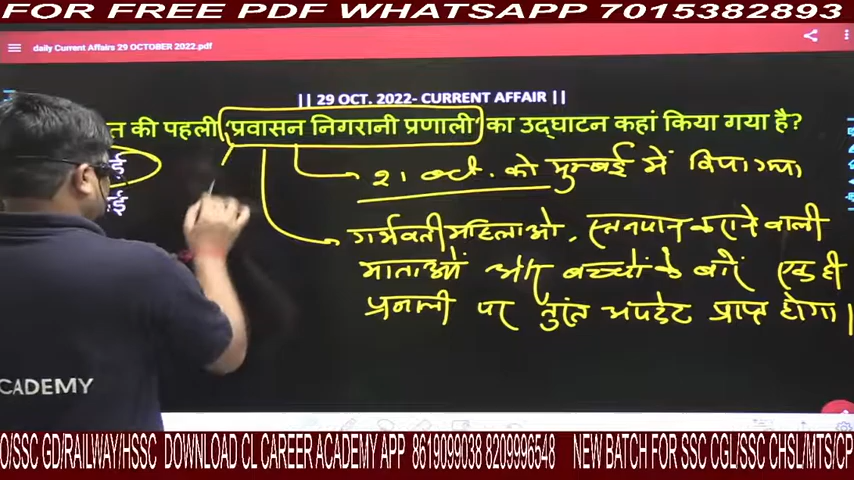 FOR FREE PDF WHATSAPP 7015382893
daily Current Affairs 29 OCTOBER 2022.pdf
|| 29 OCT. 2022- CURRENT AFFAIR ||
त की पहली 'प्रवासन निगरानी प्रणाली' का उद्घाटन कहां किया गया है?
21 oct. को मुम्बई में किया गया
गर्भवती महिलाओ, स्तनपान कराने वाली
माताओं और बच्चों के बारें एक ही
प्रनाली पर तुरंत अपडेट प्राप्त होगा।
ACADEMY
O/SSC GD/RAILWAY/HSSC DOWNLOAD CL CAREER ACADEMY APP 8619099038 8209996548 NEW BATCH FOR SSC CGL/SSC CHSL/MTS/CP